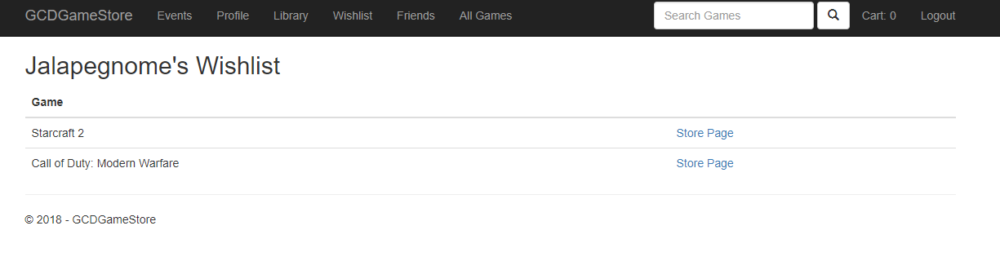 GCDGameStore Events Profile Library Wishlist Friends All Games Search Games Cart: 0 Logout
Jalapegnome's Wishlist
Game
Starcraft 2 Store Page
Call of Duty: Modern Warfare Store Page
© 2018 - GCDGameStore